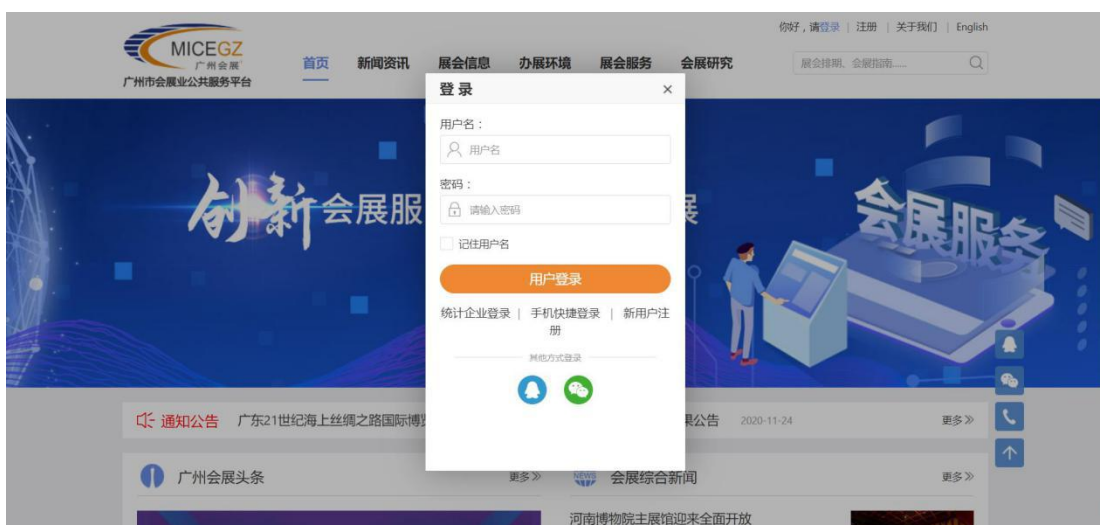 你好，请登录 | 注册 | 关于我们 | English
MICEGZ
广州会展
广州市会展业公共服务平台
首页 新闻资讯 展会信息 办展环境 展会服务 会展研究
展会排期、会展指南......
登录 ×
用户名：
用户名
密码：
请输入密码
记住用户名
用户登录
统计企业登录 | 手机快捷登录 | 新用户注
册
其他方式登录
创新会展服
展
会展服务
通知公告 广东21世纪海上丝绸之路国际博
果公告 2020-11-24 更多》
广州会展头条 更多》
NEWS 会展综合新闻 更多》
河南博物院主展馆迎来全面开放